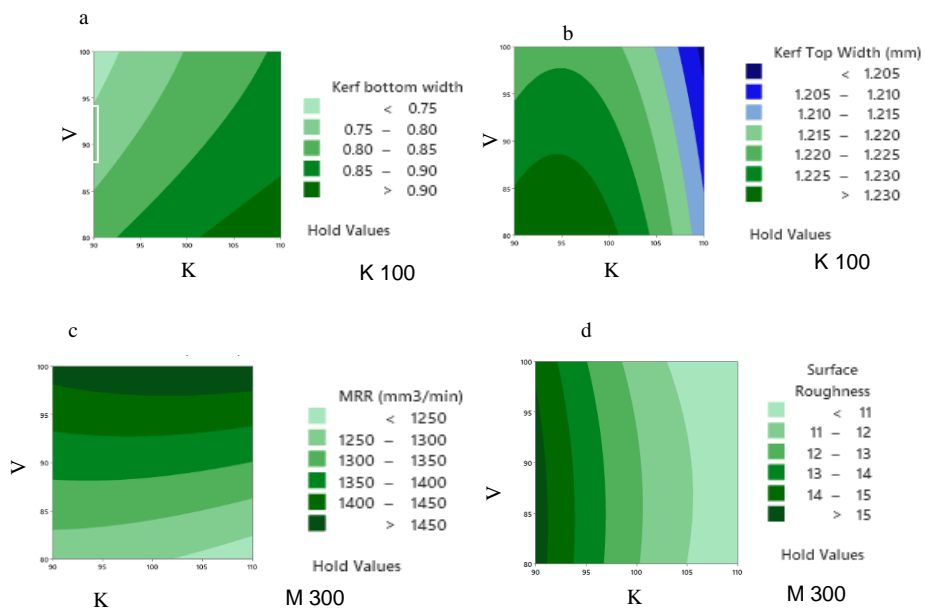 a
100
95
90
85
80
V
90
95
100
105
110
K
Kerf bottom width
< 0.75
0.75 – 0.80
0.80 – 0.85
0.85 – 0.90
> 0.90
Hold Values
K 100
b
100
95
90
85
80
V
90
95
100
105
110
K
Kerf Top Width (mm)
< 1.205
1.205 – 1.210
1.210 – 1.215
1.215 – 1.220
1.220 – 1.225
1.225 – 1.230
> 1.230
Hold Values
K 100
c
100
95
90
85
80
V
90
95
100
105
110
K
MRR (mm3/min)
< 1250
1250 – 1300
1300 – 1350
1350 – 1400
1400 – 1450
> 1450
Hold Values
M 300
d
100
95
90
85
80
V
90
95
100
105
110
K
Surface
Roughness
< 11
11 – 12
12 – 13
13 – 14
14 – 15
> 15
Hold Values
M 300